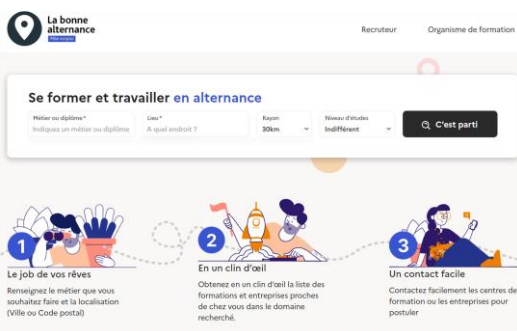 La bonne
alternance
Pôle emploi
Recruteur
Organisme de formation
Se former et travailler en alternance
Métier ou diplôme*
Indiquez un métier ou diplôme
Lieu*
A quel endroit ?
Rayon
30km
Niveau d'études
Indifférent
C'est parti
1
Le job de vos rêves
Renseignez le métier que vous
souhaitez faire et la localisation
(Ville ou Code postal)
2
En un clin d'œil
Obtenez en un clin d'œil la liste des
formations et entreprises proches
de chez vous dans le domaine
recherché.
3
Un contact facile
Contactez facilement les centres de
formation ou les entreprises pour
postuler